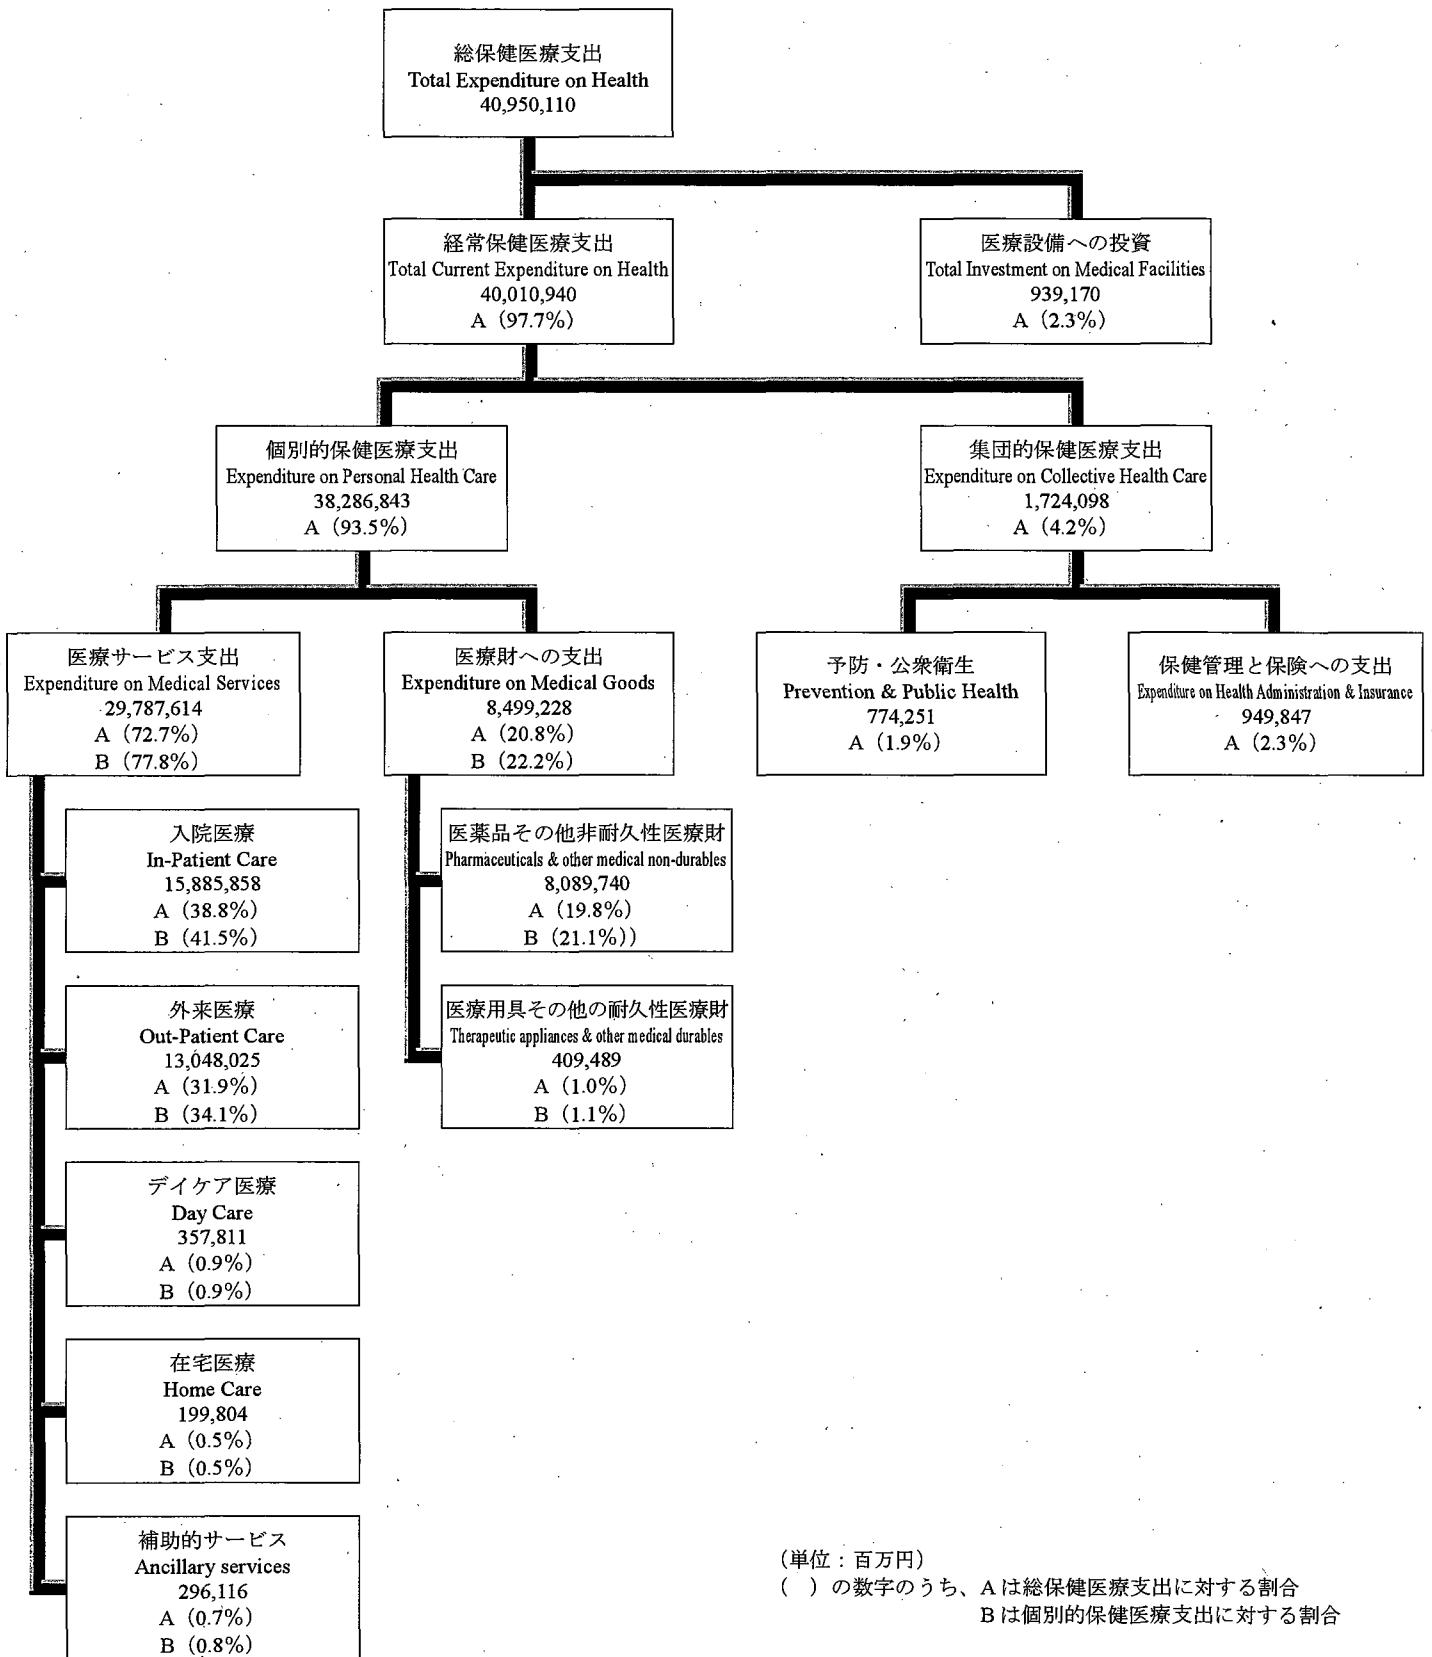 総保健医療支出
Total Expenditure on Health
40,950,110
経常保健医療支出
Total Current Expenditure on Health
40,010,940
A（97.7%）
医療設備への投資
Total Investment on Medical Facilities
939,170
A（2.3%）
個別的保健医療支出
Expenditure on Personal Health Care
38,286,843
A（93.5%）
集団的保健医療支出
Expenditure on Collective Health Care
1,724,098
A（4.2%）
医療サービス支出
Expenditure on Medical Services
29,787,614
A（72.7%）
B（77.8%）
医療財への支出
Expenditure on Medical Goods
8,499,228
A（20.8%）
B（22.2%）
予防・公衆衛生
Prevention & Public Health
774,251
A（1.9%）
保健管理と保険への支出
Expenditure on Health Administration & Insurance
949,847
A（2.3%）
入院医療
In-Patient Care
15,885,858
A（38.8%）
B（41.5%）
医薬品その他非耐久性医療財
Pharmaceuticals & other medical non-durables
8,089,740
A（19.8%）
B（21.1%））
外来医療
Out-Patient Care
13,048,025
A（31.9%）
B（34.1%）
医療用具その他の耐久性医療財
Therapeutic appliances & other medical durables
409,489
A（1.0%）
B（1.1%）
デイケア医療
Day Care
357,811
A（0.9%）
B（0.9%）
在宅医療
Home Care
199,804
A（0.5%）
B（0.5%）
補助的サービス
Ancillary services
296,116
A（0.7%）
B（0.8%）
（単位：百万円）
（　）の数字のうち、Aは総保健医療支出に対する割合
Bは個別的保健医療支出に対する割合